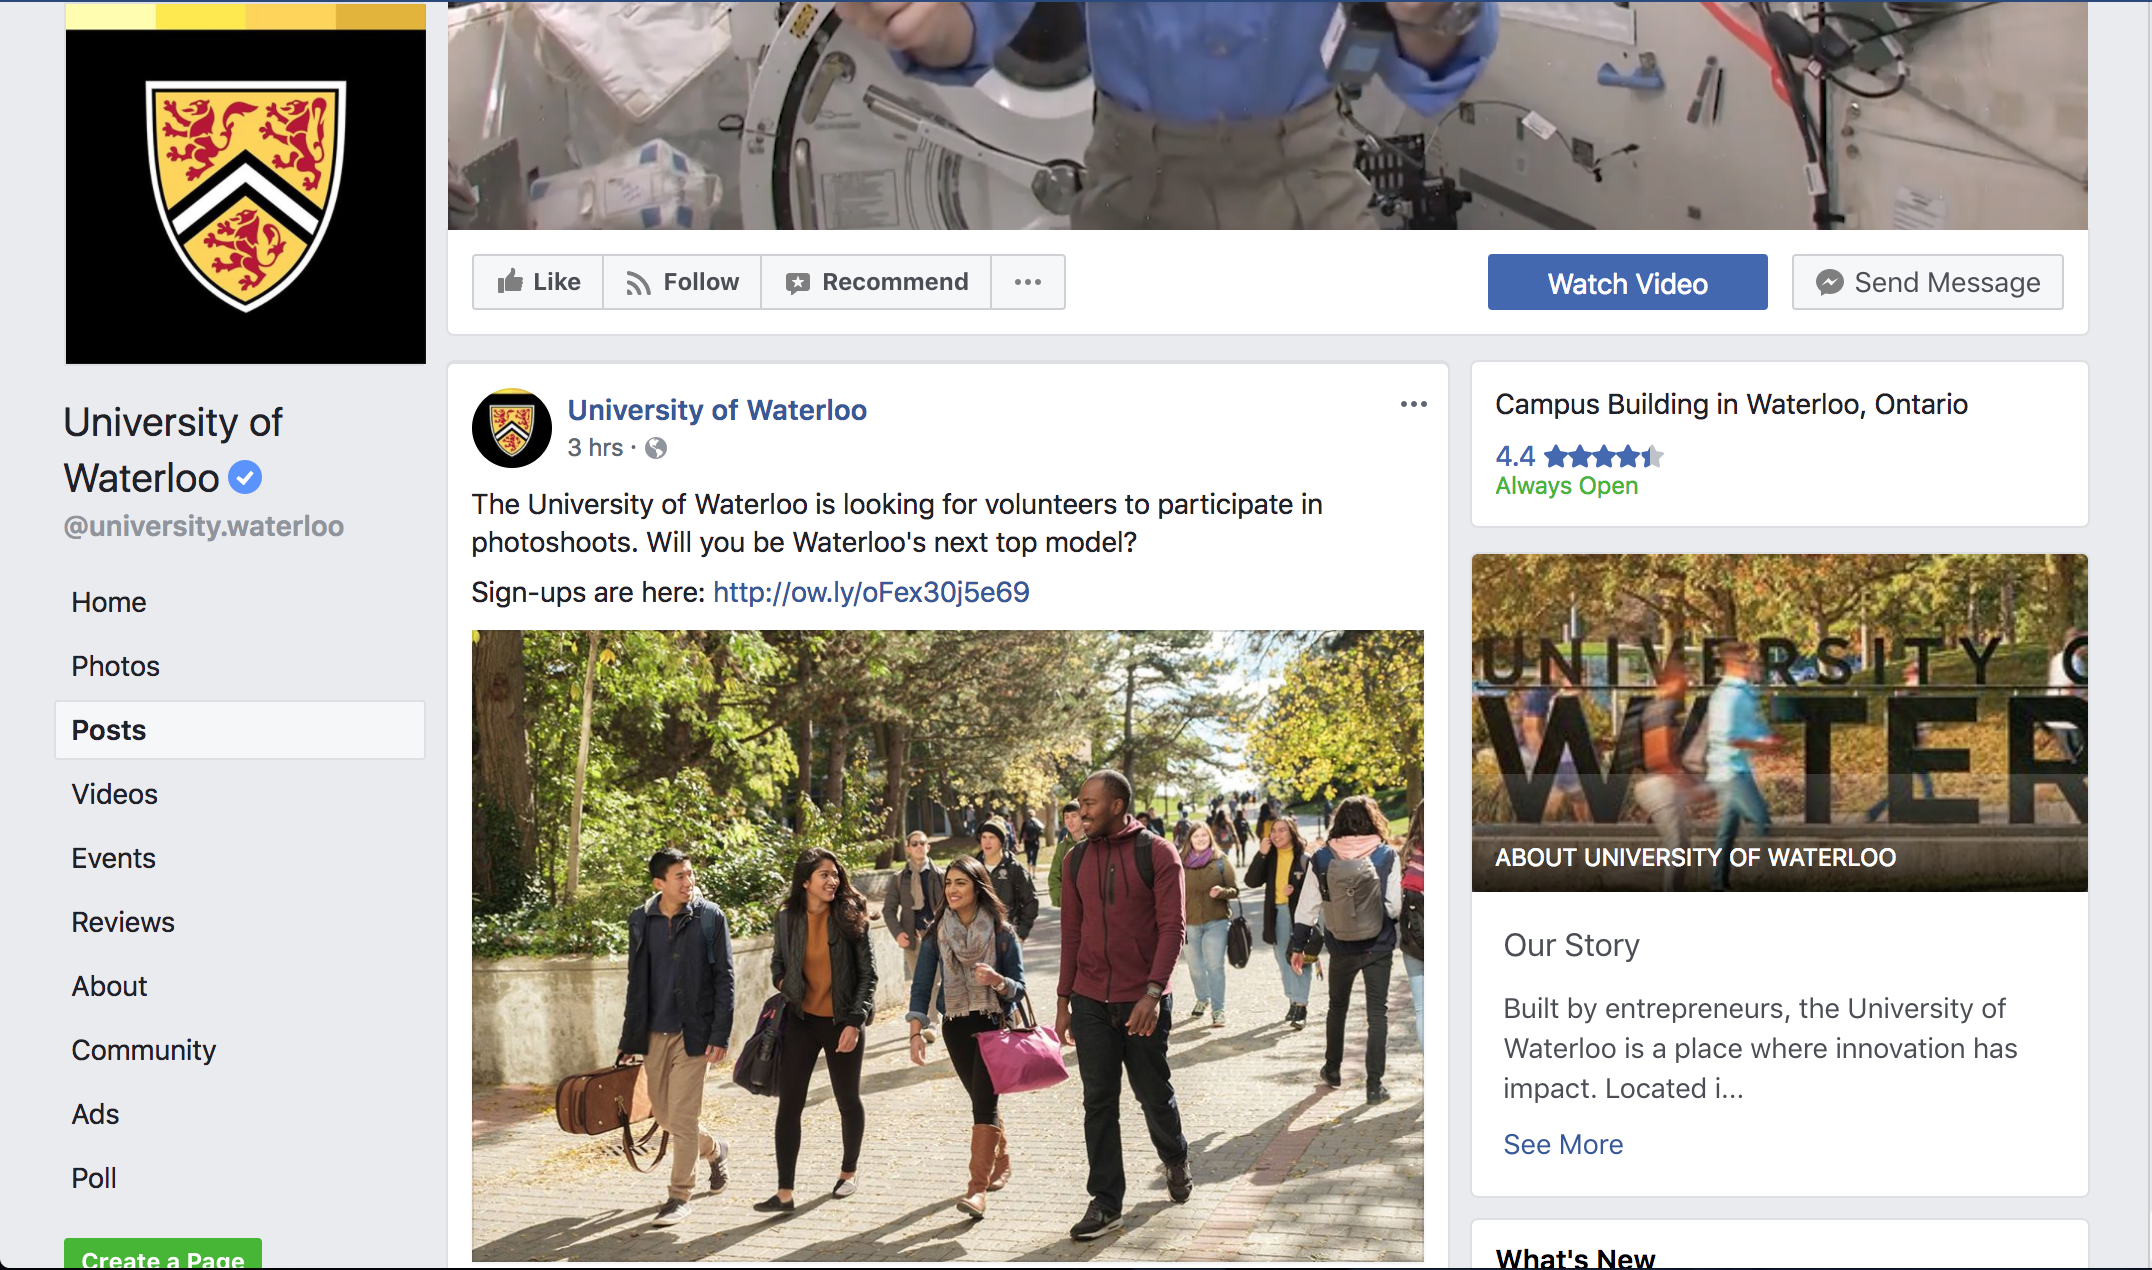 Like
Follow
Recommend
Watch Video
Send Message
University of
Waterloo
@university.waterloo
Home
Photos
Posts
Videos
Events
Reviews
About
Community
Ads
Poll
Create a Page
University of Waterloo
3 hrs ·
The University of Waterloo is looking for volunteers to participate in
photoshoots. Will you be Waterloo's next top model?
Sign-ups are here: http://ow.ly/oFex30j5e69
Campus Building in Waterloo, Ontario
4.4
Always Open
UNIVERSITY O
WATER
ABOUT UNIVERSITY OF WATERLOO
Our Story
Built by entrepreneurs, the University of
Waterloo is a place where innovation has
impact. Located i...
See More
What's New